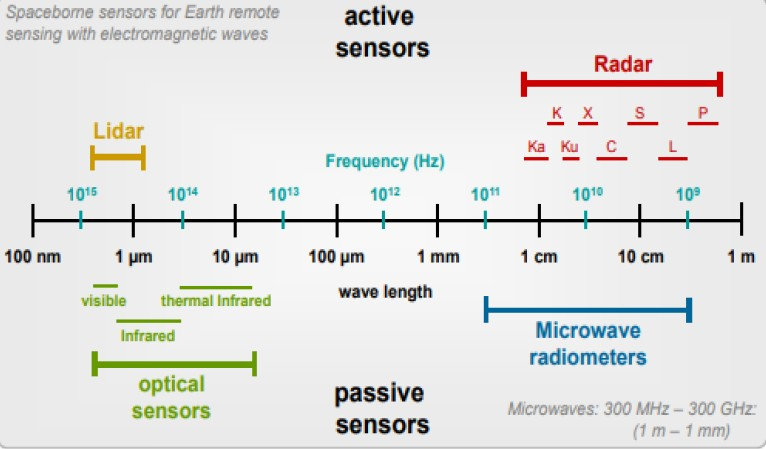 Spaceborne sensors for Earth remote
sensing with electromagnetic waves
active
sensors
Radar
K X S P
Lidar
Ka Ku C L
Frequency (Hz)
10¹⁵ 10¹⁴ 10¹³ 10¹² 10¹¹ 10¹⁰ 10⁹
100 nm 1 µm 10 µm 100 µm 1 mm 1 cm 10 cm 1 m
visible thermal Infrared wave length
Infrared
Microwave
radiometers
optical
sensors
passive
sensors
Microwaves: 300 MHz – 300 GHz:
(1 m – 1 mm)